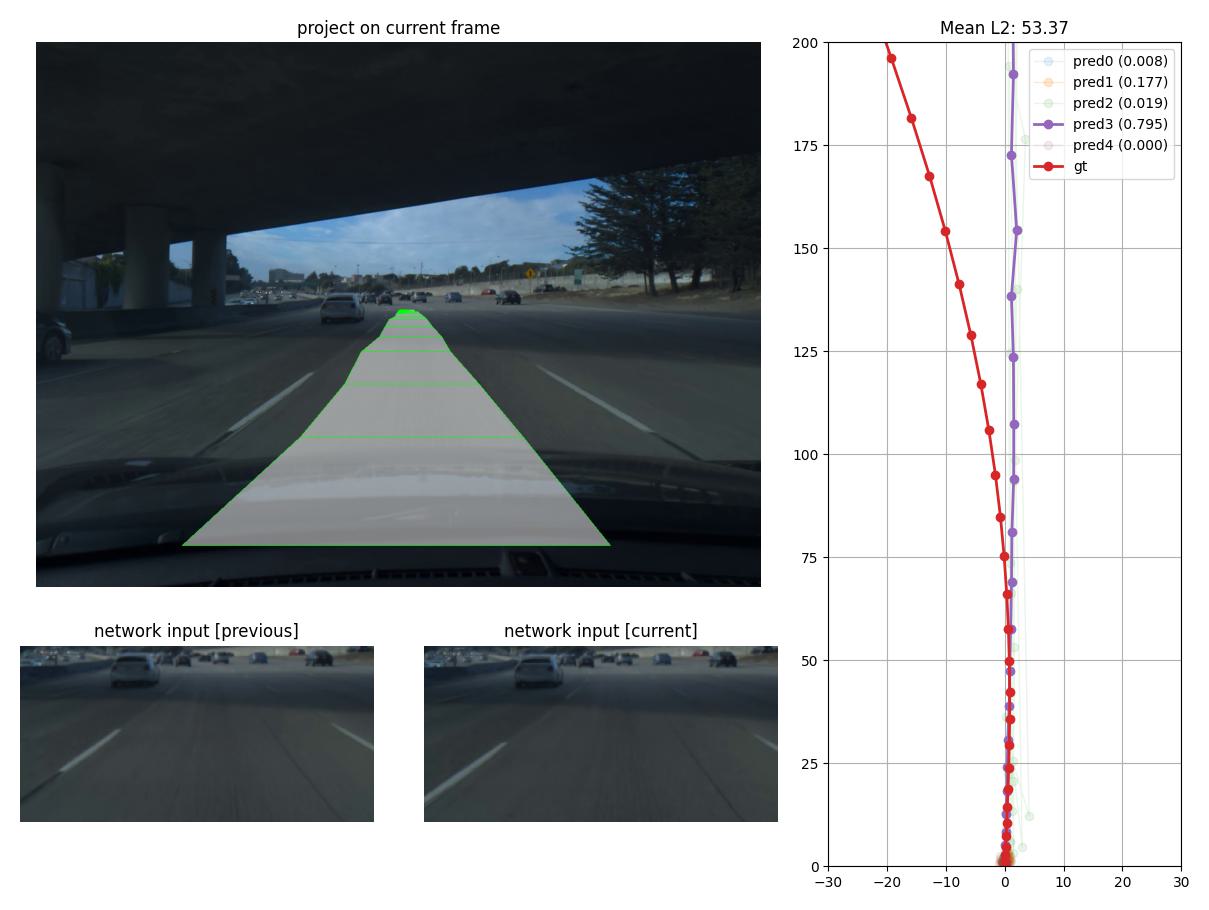 project on current frame
Mean L2: 53.37
200
175
150
125
100
75
50
25
0
−30
−20
−10
0
10
20
30
pred0 (0.008)
pred1 (0.177)
pred2 (0.019)
pred3 (0.795)
pred4 (0.000)
gt
network input [previous]
network input [current]